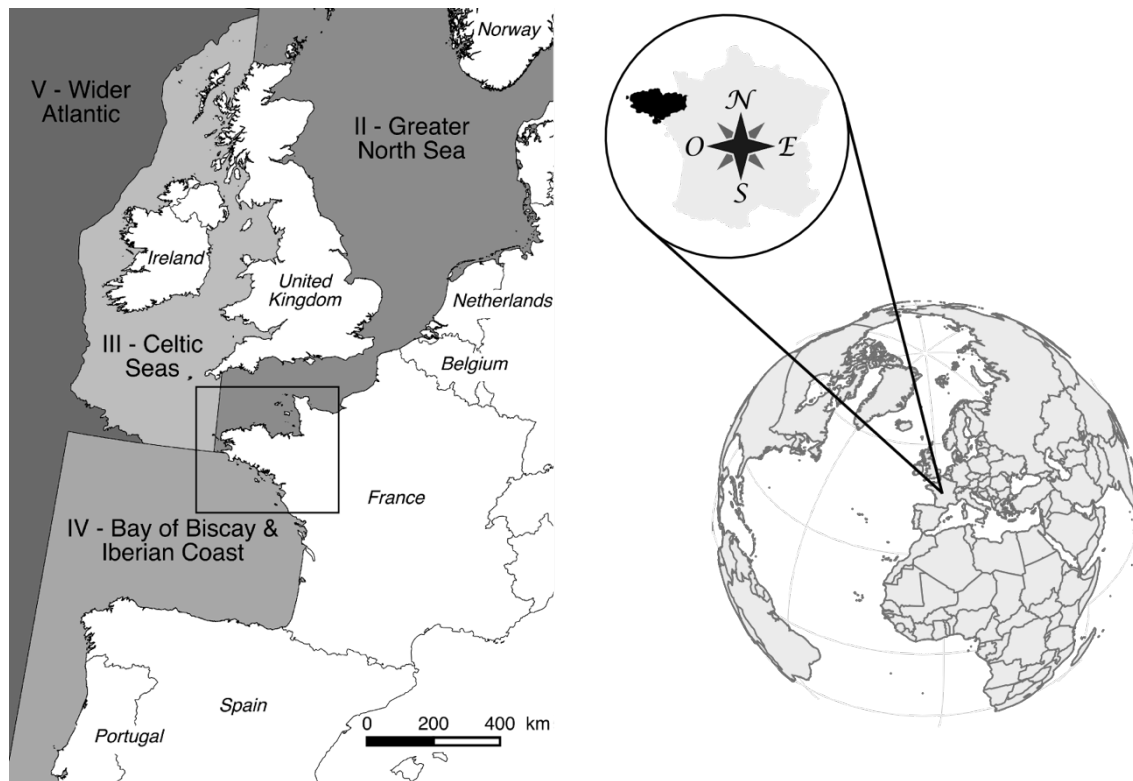 Norway
V - Wider
Atlantic
II - Greater
North Sea
Ireland
United
Kingdom
Netherlands
III - Celtic
Seas
Belgium
France
IV - Bay of Biscay &
Iberian Coast
Spain
Portugal
0 200 400 km
N
O E
S